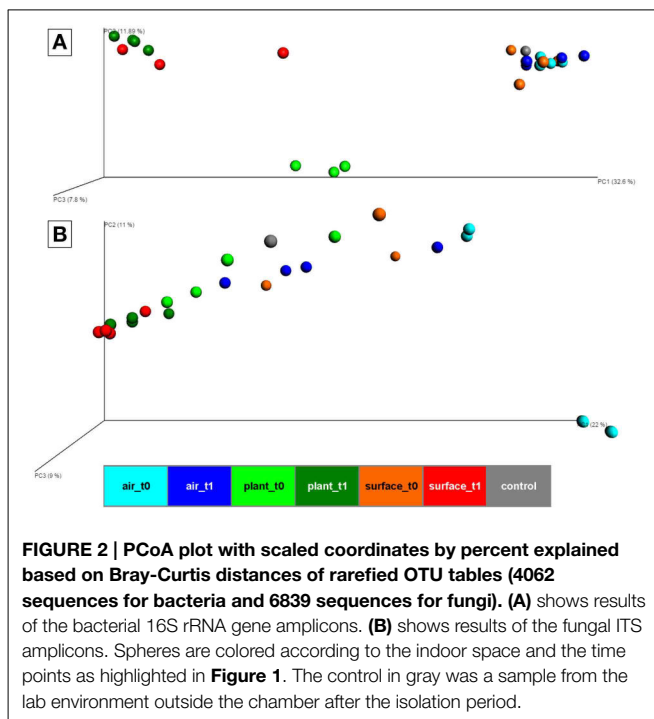 A
PC2 (11.89 %)
PC1 (32.6 %)
PC3 (7.8 %)
B
PC2 (11 %)
(22 %)
PC3 (9 %)
air_t0 air_t1 plant_t0 plant_t1 surface_t0 surface_t1 control
FIGURE 2 | PCoA plot with scaled coordinates by percent explained
based on Bray-Curtis distances of rarefied OTU tables (4062
sequences for bacteria and 6839 sequences for fungi). (A) shows results
of the bacterial 16S rRNA gene amplicons. (B) shows results of the fungal ITS
amplicons. Spheres are colored according to the indoor space and the time
points as highlighted in Figure 1. The control in gray was a sample from the
lab environment outside the chamber after the isolation period.